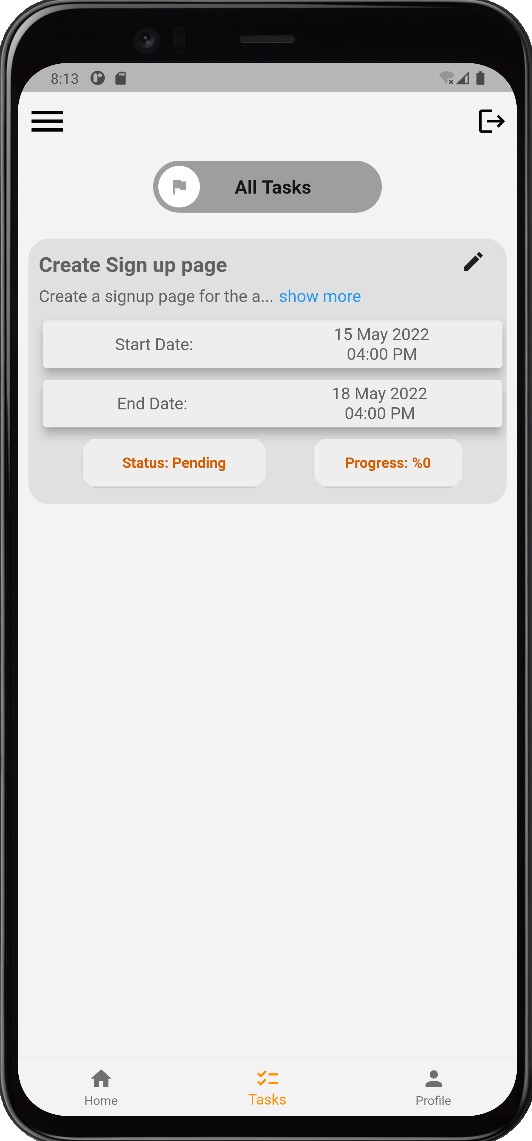 8:13
All Tasks
Create Sign up page
Create a signup page for the a... show more
Start Date:
15 May 2022
04:00 PM
End Date:
18 May 2022
04:00 PM
Status: Pending
Progress: %0
Home
Tasks
Profile